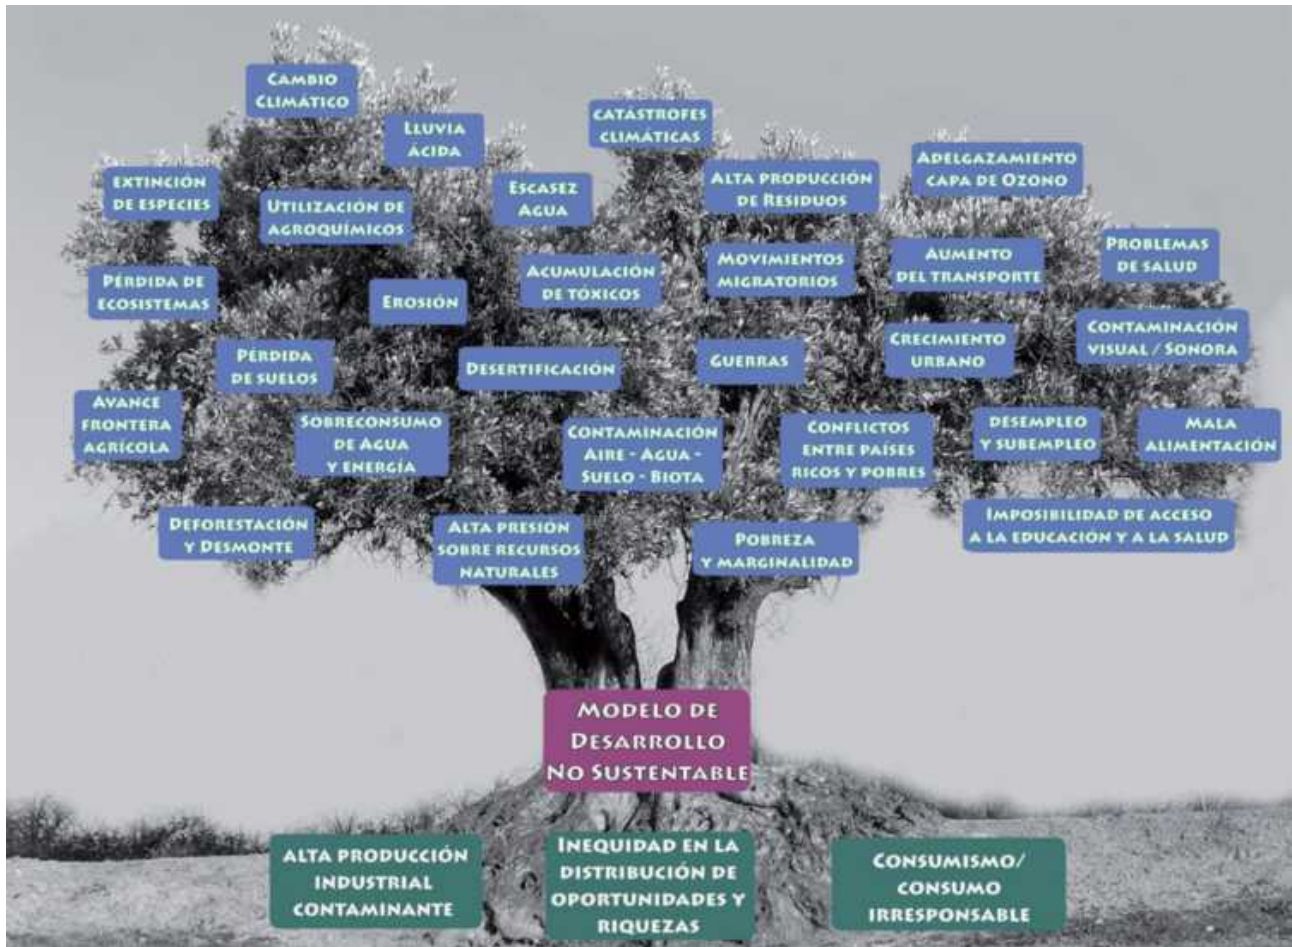 Cambio
Climático
Lluvia
Ácida
catástrofes
climáticas
Adelgazamiento
capa de Ozono
extinción
de especies
Utilización de
agroquímicos
Escasez
Agua
Alta producción
de Residuos
Problemas
de salud
Pérdida de
ecosistemas
Erosión
Acumulación
de tóxicos
Movimientos
migratorios
Aumento
del transporte
Contaminación
visual / Sonora
Pérdida
de suelos
Desertificación
Guerras
Crecimiento
urbano
Avance
frontera
agrícola
Sobreconsumo
de Agua
y energía
Contaminación
Aire - Agua -
Suelo - Biota
Conflictos
entre países
ricos y pobres
desempleo
y subempleo
Mala
alimentación
Deforestación
y Desmonte
Alta presión
sobre recursos
naturales
Pobreza
y marginalidad
Imposibilidad de acceso
a la educación y a la salud
Modelo de
Desarrollo
No Sustentable
alta producción
industrial
contaminante
Inequidad en la
distribución de
oportunidades y
riquezas
Consumismo/
consumo
irresponsable